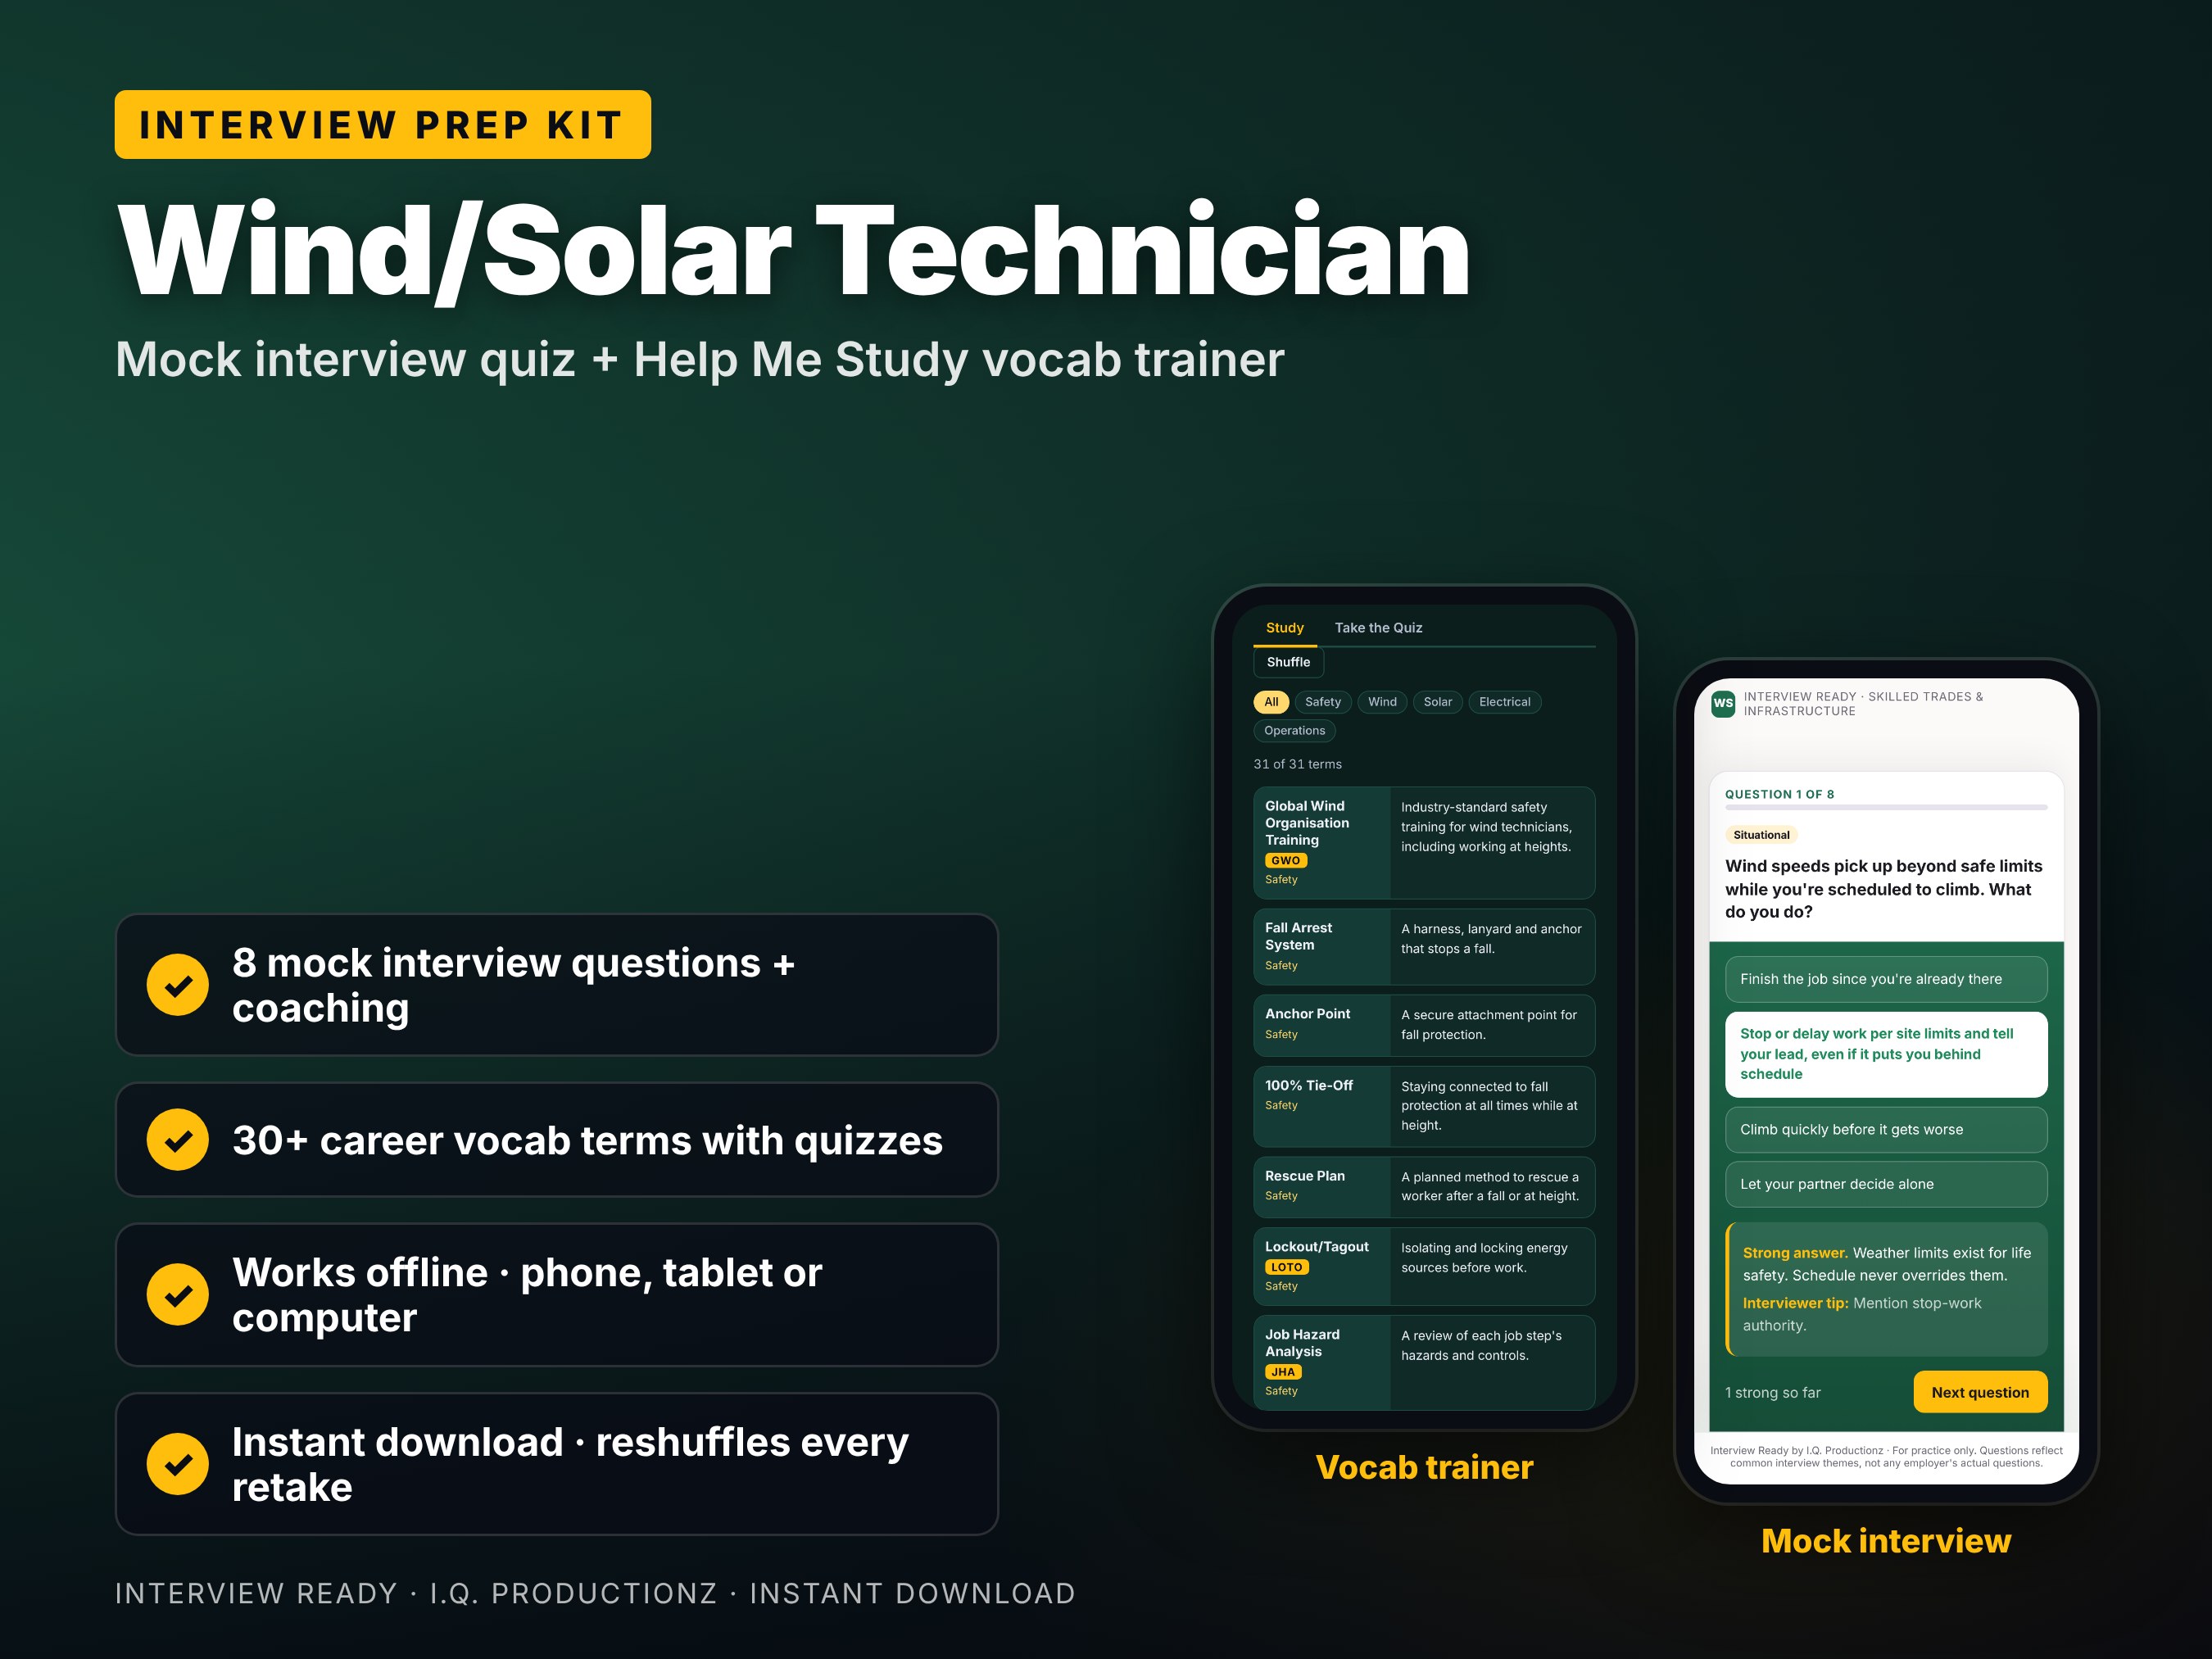 INTERVIEW PREP KIT
Wind/Solar Technician
Mock interview quiz + Help Me Study vocab trainer
8 mock interview questions +
coaching
30+ career vocab terms with quizzes
Works offline · phone, tablet or
computer
Instant download · reshuffles every
retake
INTERVIEW READY · I.Q. PRODUCTIONZ · INSTANT DOWNLOAD
Study
Take the Quiz
Shuffle
All
Safety
Wind
Solar
Electrical
Operations
31 of 31 terms
Global Wind
Organisation
Training
GWO
Safety
Industry-standard safety
training for wind technicians,
including working at heights.
Fall Arrest
System
Safety
A harness, lanyard and anchor
that stops a fall.
Anchor Point
Safety
A secure attachment point for
fall protection.
100% Tie-Off
Safety
Staying connected to fall
protection at all times while at
height.
Rescue Plan
Safety
A planned method to rescue a
worker after a fall or at height.
Lockout/Tagout
LOTO
Safety
Isolating and locking energy
sources before work.
Job Hazard
Analysis
JHA
Safety
A review of each job step's
hazards and controls.
Vocab trainer
WS
INTERVIEW READY · SKILLED TRADES &
INFRASTRUCTURE
QUESTION 1 OF 8
Situational
Wind speeds pick up beyond safe limits
while you're scheduled to climb. What
do you do?
Finish the job since you're already there
Stop or delay work per site limits and tell
your lead, even if it puts you behind
schedule
Climb quickly before it gets worse
Let your partner decide alone
Strong answer. Weather limits exist for life
safety. Schedule never overrides them.
Interviewer tip: Mention stop-work
authority.
1 strong so far
Next question
Interview Ready by I.Q. Productionz · For practice only. Questions reflect
common interview themes, not any employer's actual questions.
Mock interview